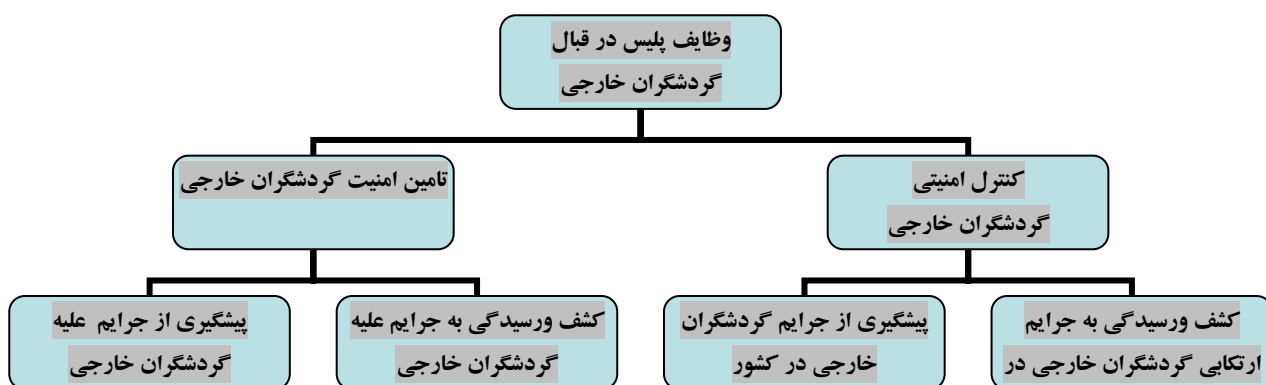 وظایف پلیس در قبال
گردشگران خارجی
کنترل امنیتی
گردشگران خارجی
تامین امنیت گردشگران خارجی
کشف ورسیدگی به جرایم
ارتکابی گردشگران خارجی در
پیشگیری از جرایم گردشگران
خارجی در کشور
کشف ورسیدگی به جرایم علیه
گردشگران خارجی
پیشگیری از جرایم علیه
گردشگران خارجی